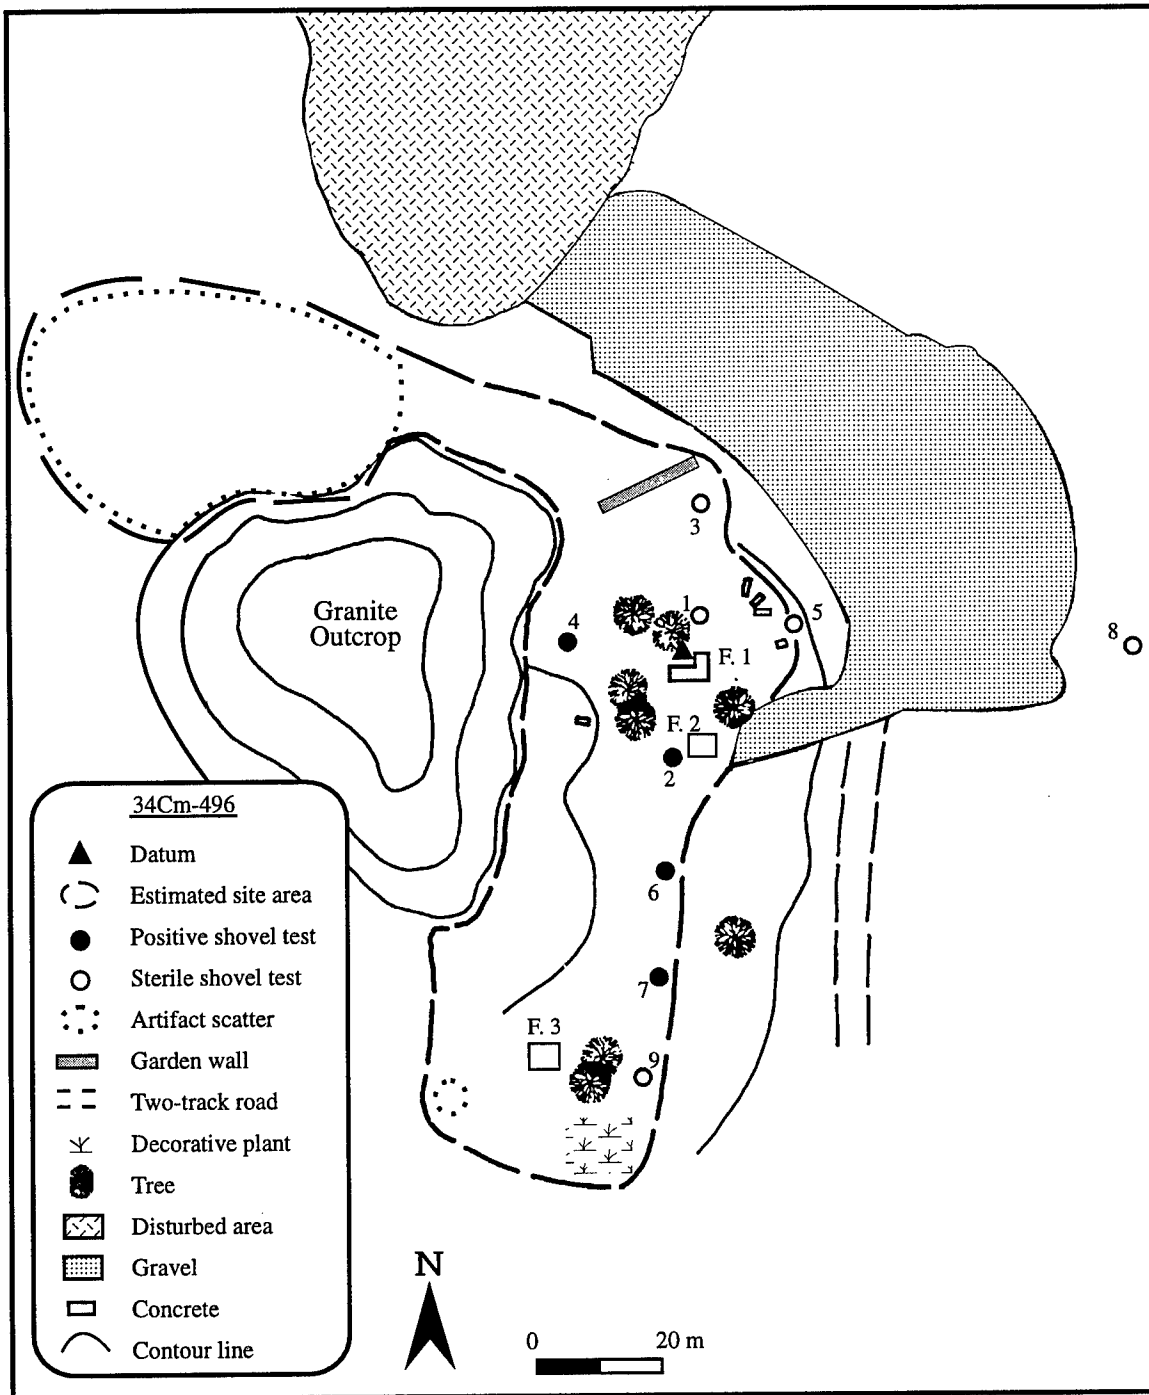 3
Granite
Outcrop
4
1
5
8
F. 1
F. 2
2
34Cm-496
Datum
Estimated site area
Positive shovel test
Sterile shovel test
Artifact scatter
Garden wall
Two-track road
Decorative plant
Tree
Disturbed area
Gravel
Concrete
Contour line
6
7
F. 3
9
N
0 20 m